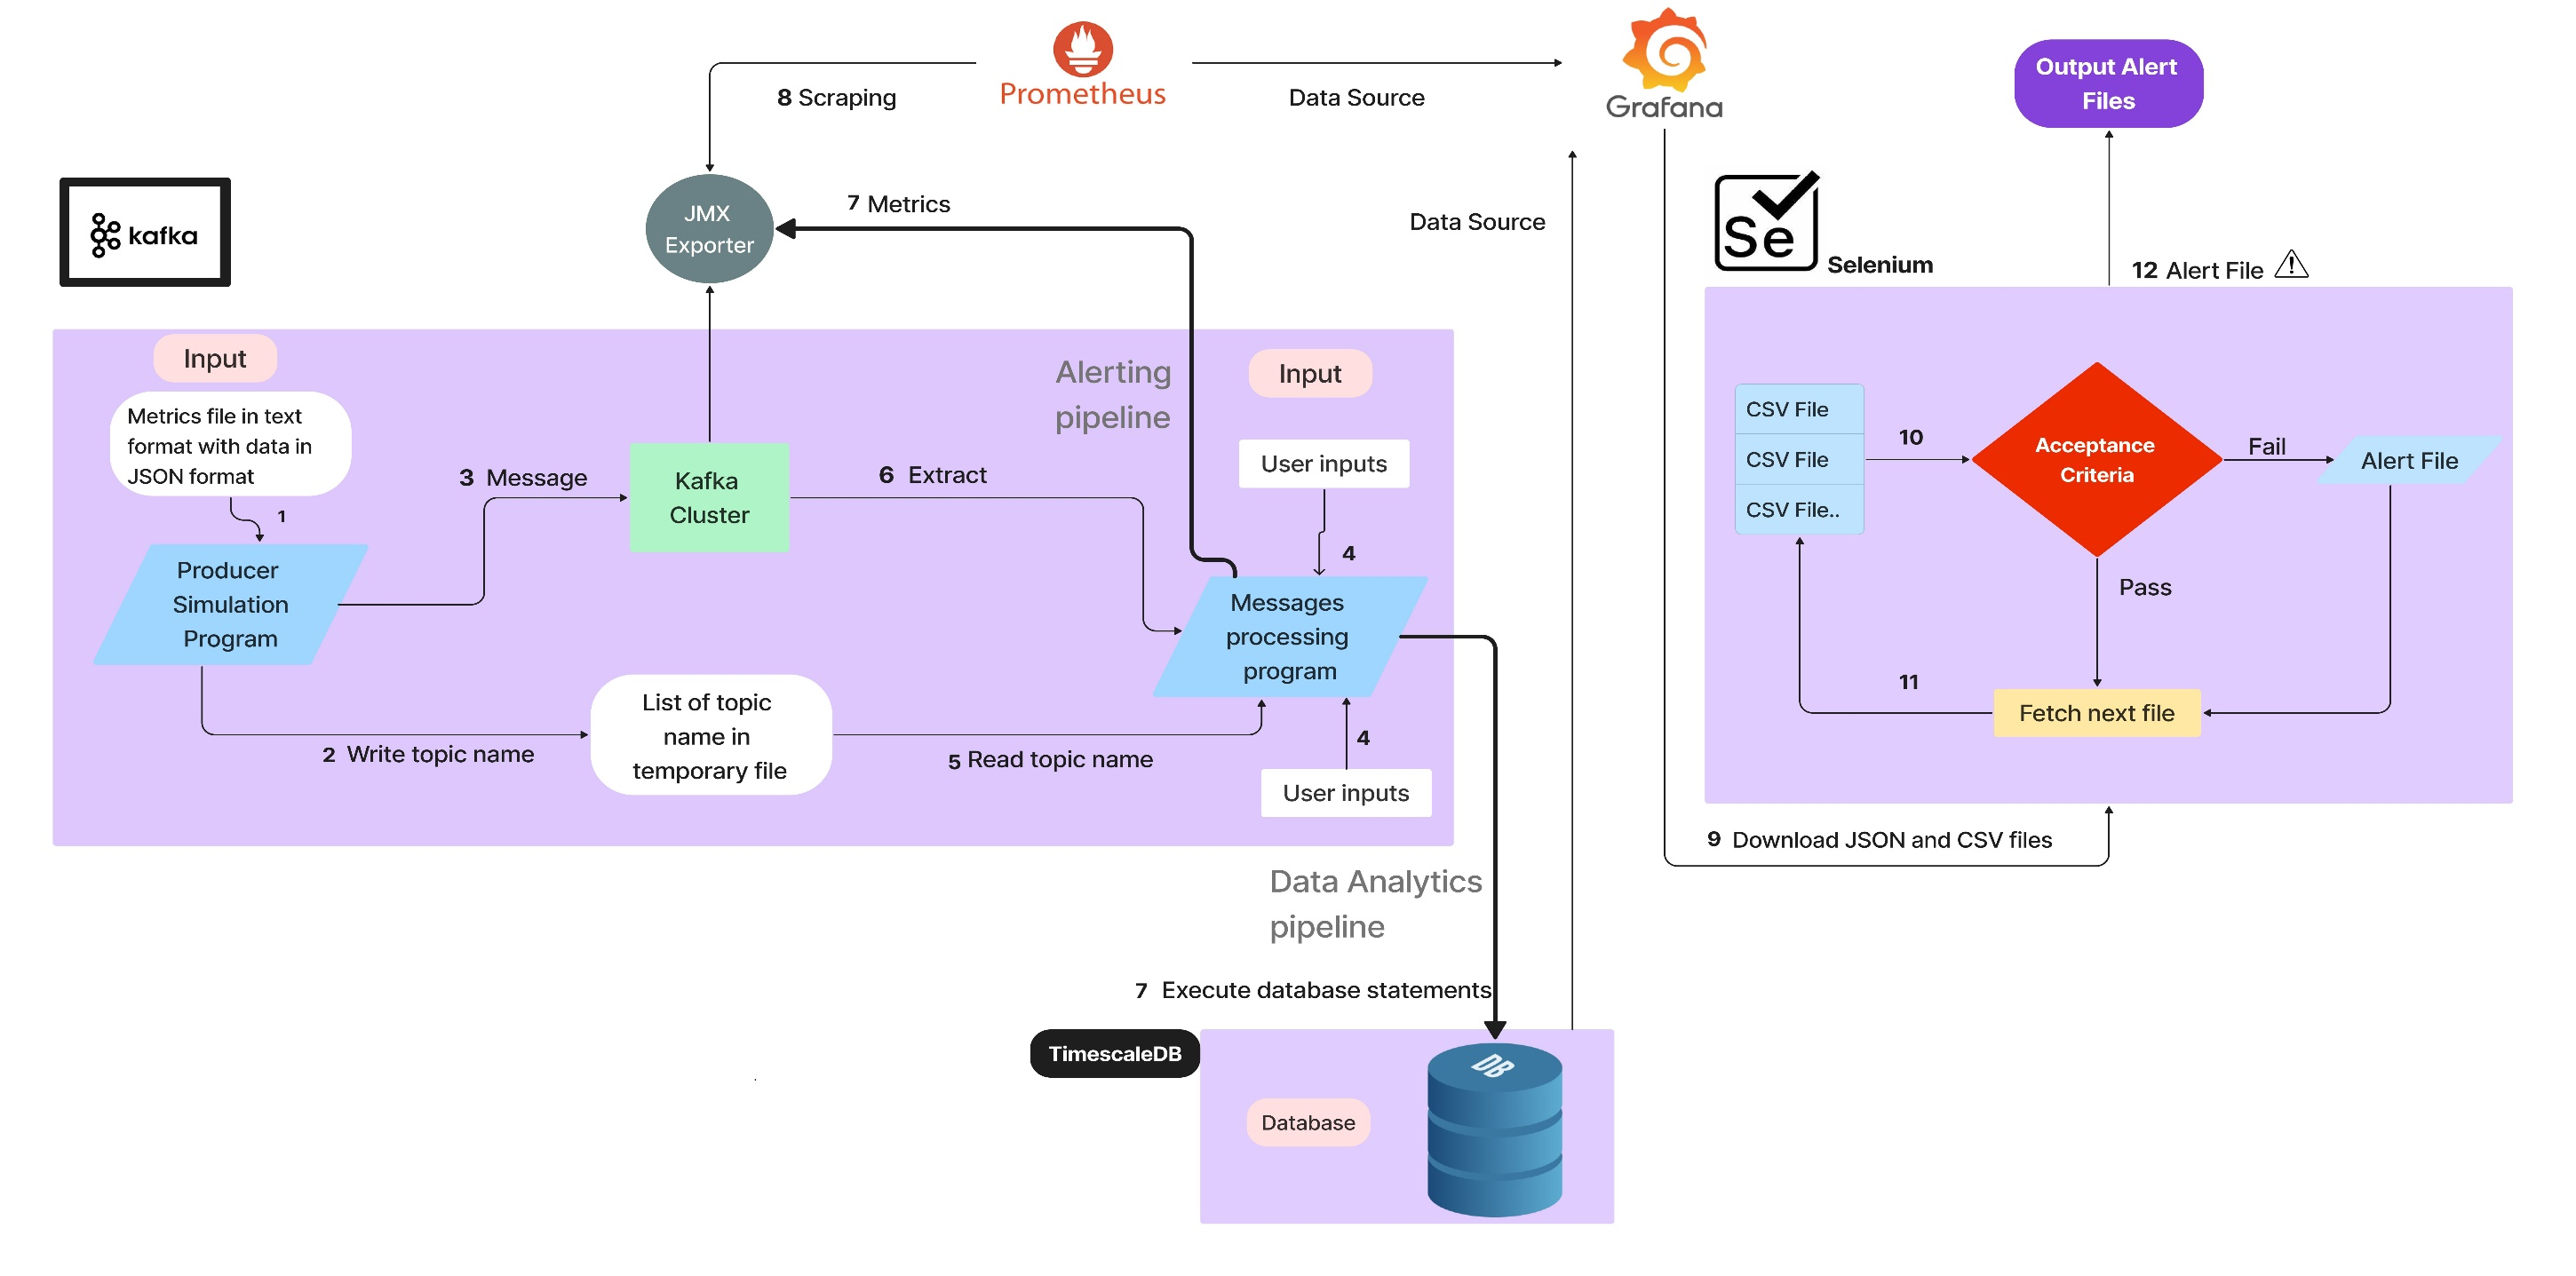 Prometheus
8 Scraping
Data Source
Grafana
Output Alert
Files
kafka
JMX
Exporter
7 Metrics
Data Source
Se
Selenium
12 Alert File
Input
Metrics file in text
format with data in
JSON format
1
Producer
Simulation
Program
3 Message
Kafka
Cluster
6 Extract
Alerting
pipeline
Input
User inputs
4
Messages
processing
program
2 Write topic name
List of topic
name in
temporary file
5 Read topic name
4
User inputs
CSV File
CSV File
CSV File..
10
Acceptance
Criteria
Fail
Alert File
Pass
11
Fetch next file
9 Download JSON and CSV files
Data Analytics
pipeline
7 Execute database statements
TimescaleDB
Database
DB